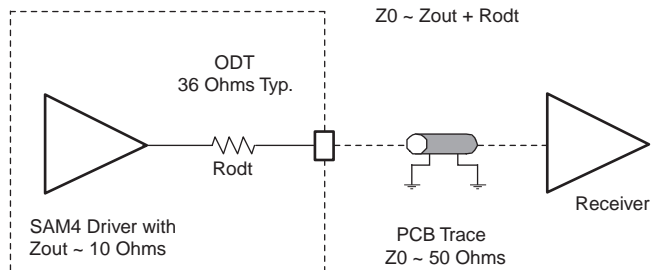 Z0 ~ Zout + Rodt
ODT
36 Ohms Typ.
Rodt
Receiver
SAM4 Driver with
Zout ~ 10 Ohms
PCB Trace
Z0 ~ 50 Ohms